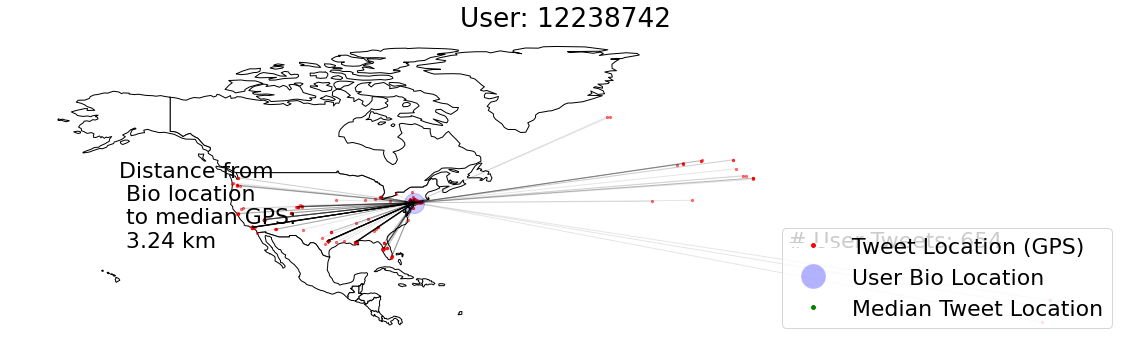 User: 12238742
Distance from
Bio location
to median GPS:
3.24 km
# User Tweets: 654
Tweet Location (GPS)
User Bio Location
Median Tweet Location